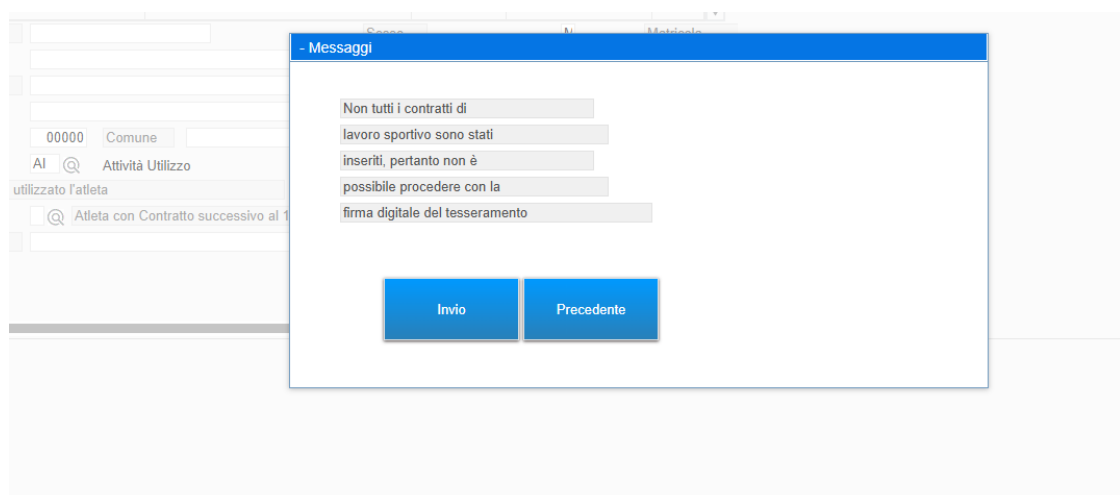 - Messaggi
Non tutti i contratti di
lavoro sportivo sono stati
inseriti, pertanto non è
possibile procedere con la
firma digitale del tesseramento
00000 Comune
AI Attività Utilizzo
utilizzato l'atleta
Atleta con Contratto successivo al 1
Invio Precedente